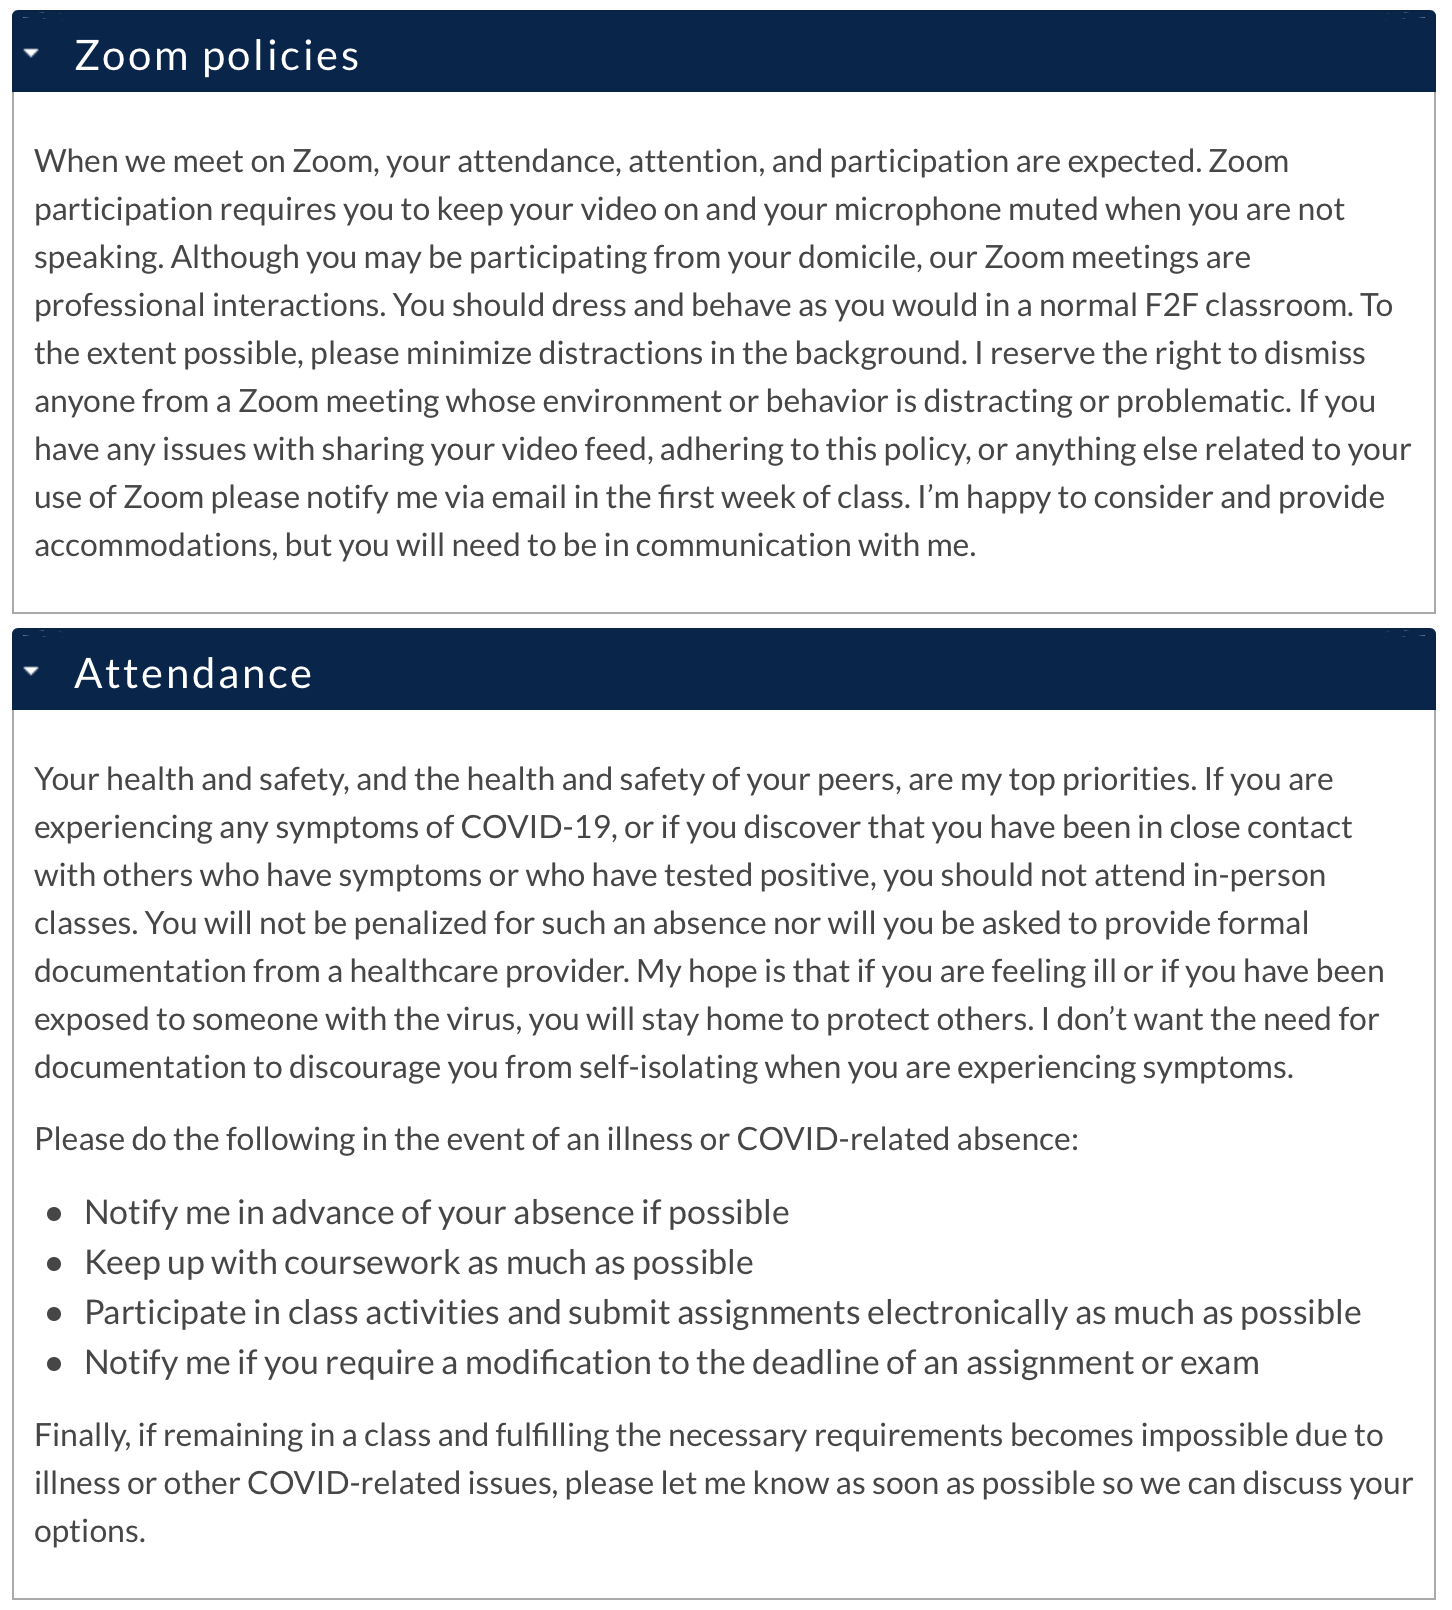 Zoom policies
When we meet on Zoom, your attendance, attention, and participation are expected. Zoom
participation requires you to keep your video on and your microphone muted when you are not
speaking. Although you may be participating from your domicile, our Zoom meetings are
professional interactions. You should dress and behave as you would in a normal F2F classroom. To
the extent possible, please minimize distractions in the background. I reserve the right to dismiss
anyone from a Zoom meeting whose environment or behavior is distracting or problematic. If you
have any issues with sharing your video feed, adhering to this policy, or anything else related to your
use of Zoom please notify me via email in the first week of class. I’m happy to consider and provide
accommodations, but you will need to be in communication with me.
Attendance
Your health and safety, and the health and safety of your peers, are my top priorities. If you are
experiencing any symptoms of COVID-19, or if you discover that you have been in close contact
with others who have symptoms or who have tested positive, you should not attend in-person
classes. You will not be penalized for such an absence nor will you be asked to provide formal
documentation from a healthcare provider. My hope is that if you are feeling ill or if you have been
exposed to someone with the virus, you will stay home to protect others. I don’t want the need for
documentation to discourage you from self-isolating when you are experiencing symptoms.
Please do the following in the event of an illness or COVID-related absence:
● Notify me in advance of your absence if possible
● Keep up with coursework as much as possible
● Participate in class activities and submit assignments electronically as much as possible
● Notify me if you require a modification to the deadline of an assignment or exam
Finally, if remaining in a class and fulfilling the necessary requirements becomes impossible due to
illness or other COVID-related issues, please let me know as soon as possible so we can discuss your
options.